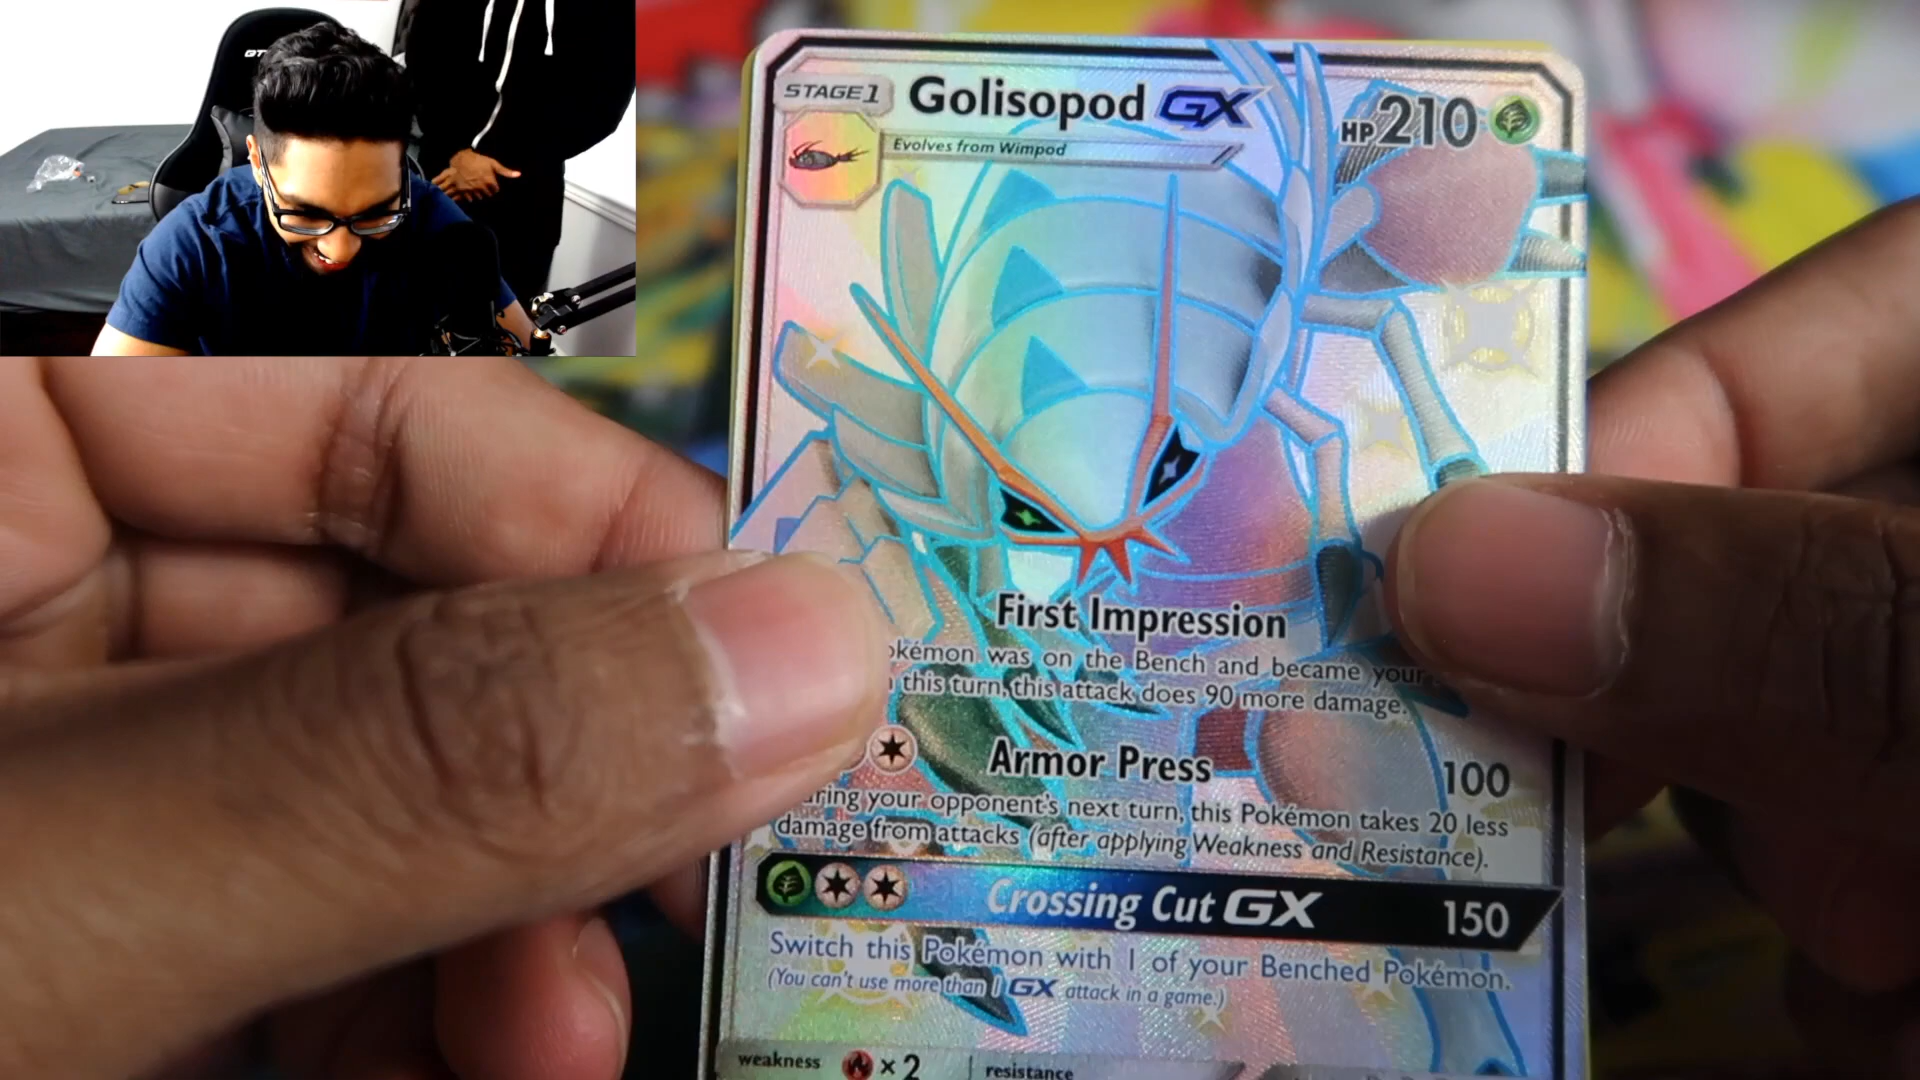 GT
STAGE 1 Golisopod GX HP 210
Evolves from Wimpod
First Impression
okémon was on the Bench and became your
this turn, this attack does 90 more damage.
Armor Press 100
uring your opponent's next turn, this Pokémon takes 20 less
damage from attacks (after applying Weakness and Resistance).
Crossing Cut GX 150
Switch this Pokémon with 1 of your Benched Pokémon.
(You can't use more than 1 GX attack in a game.)
weakness × 2 resistance